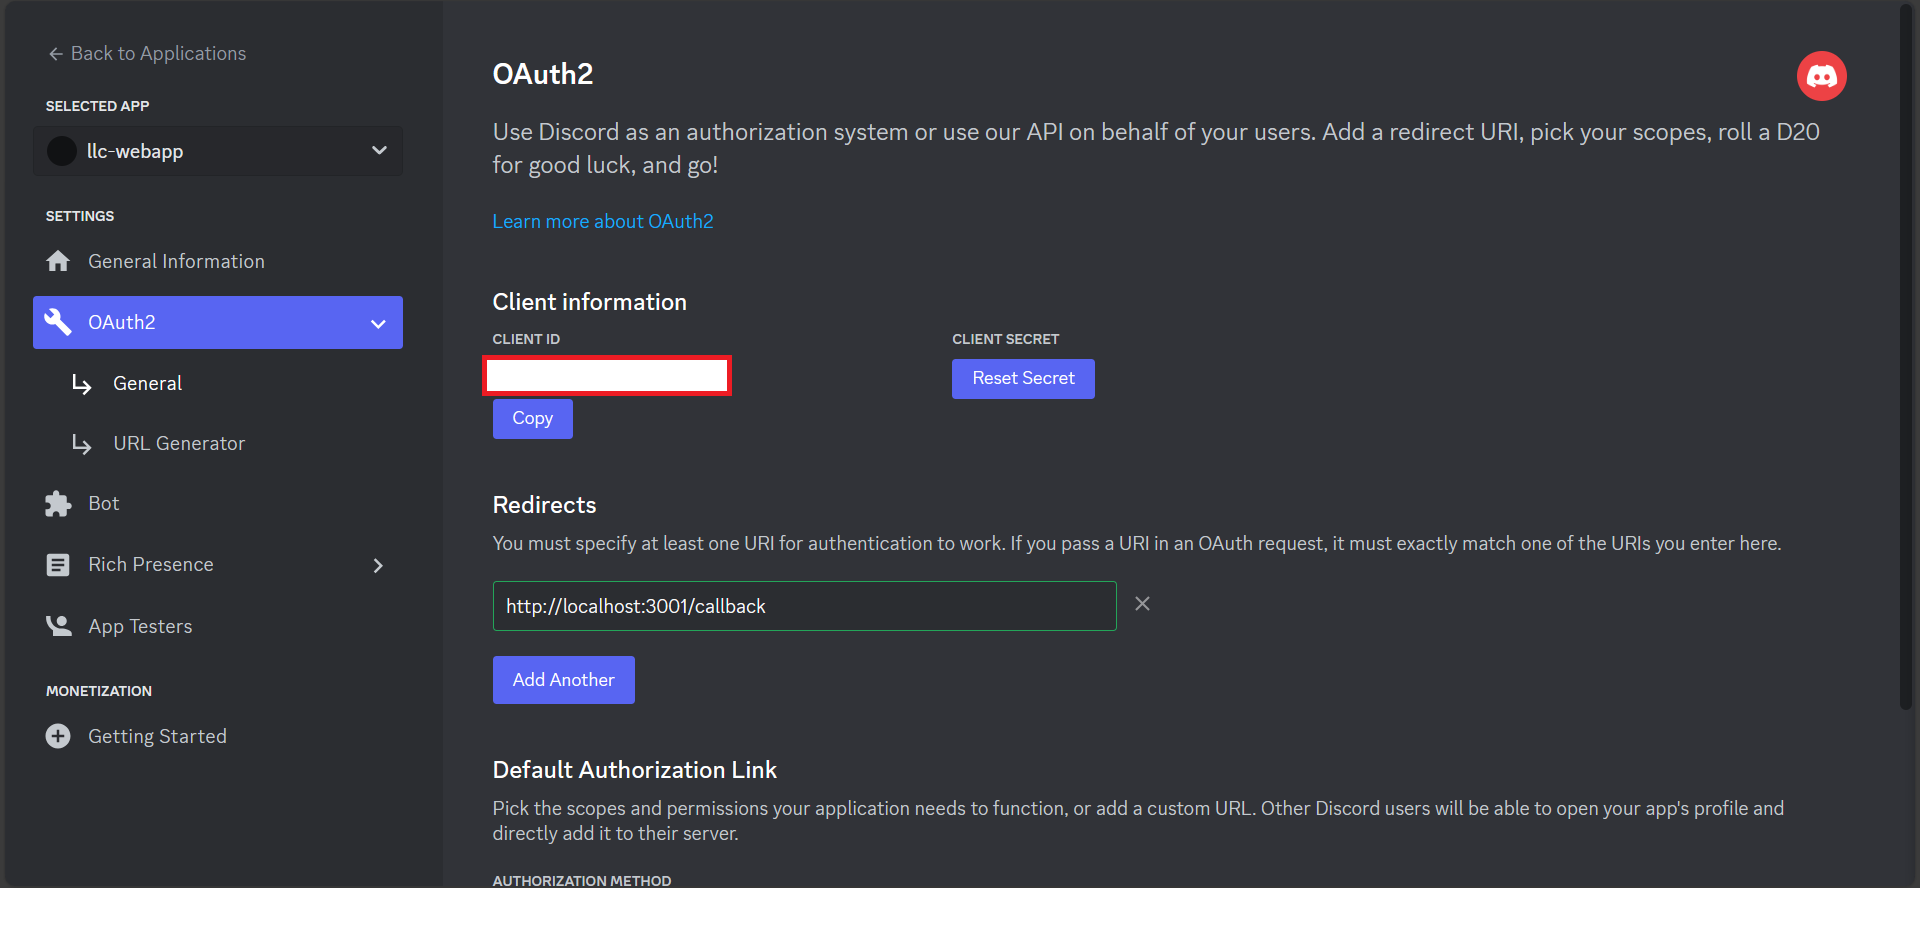 Back to Applications
SELECTED APP
llc-webapp
SETTINGS
General Information
OAuth2
General
URL Generator
Bot
Rich Presence
App Testers
MONETIZATION
Getting Started
OAuth2
Use Discord as an authorization system or use our API on behalf of your users. Add a redirect URI, pick your scopes, roll a D20
for good luck, and go!
Learn more about OAuth2
Client information
CLIENT ID
Copy
CLIENT SECRET
Reset Secret
Redirects
You must specify at least one URI for authentication to work. If you pass a URI in an OAuth request, it must exactly match one of the URIs you enter here.
http://localhost:3001/callback
Add Another
Default Authorization Link
Pick the scopes and permissions your application needs to function, or add a custom URL. Other Discord users will be able to open your app's profile and
directly add it to their server.
AUTHORIZATION METHOD